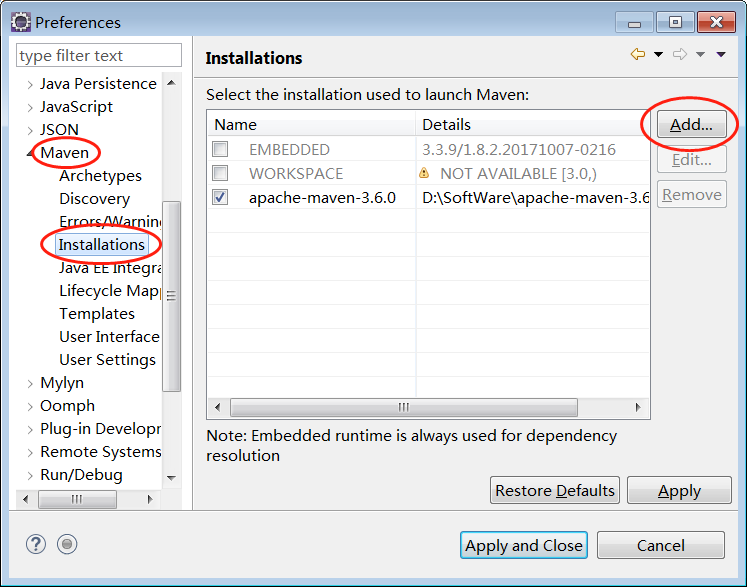 Preferences
type filter text
Java Persistence
JavaScript
JSON
Maven
Archetypes
Discovery
Errors/Warning
Installations
Java EE Integra
Lifecycle Map
Templates
User Interface
User Settings
Mylyn
Oomph
Plug-in Develop
Remote Systems
Run/Debug
Installations
Select the installation used to launch Maven:
Name Details
EMBEDDED 3.3.9/1.8.2.20171007-0216
WORKSPACE NOT AVAILABLE [3.0,)
apache-maven-3.6.0 D:\SoftWare\apache-maven-3.6
Add...
Edit...
Remove
Note: Embedded runtime is always used for dependency
resolution
Restore Defaults Apply
Apply and Close Cancel